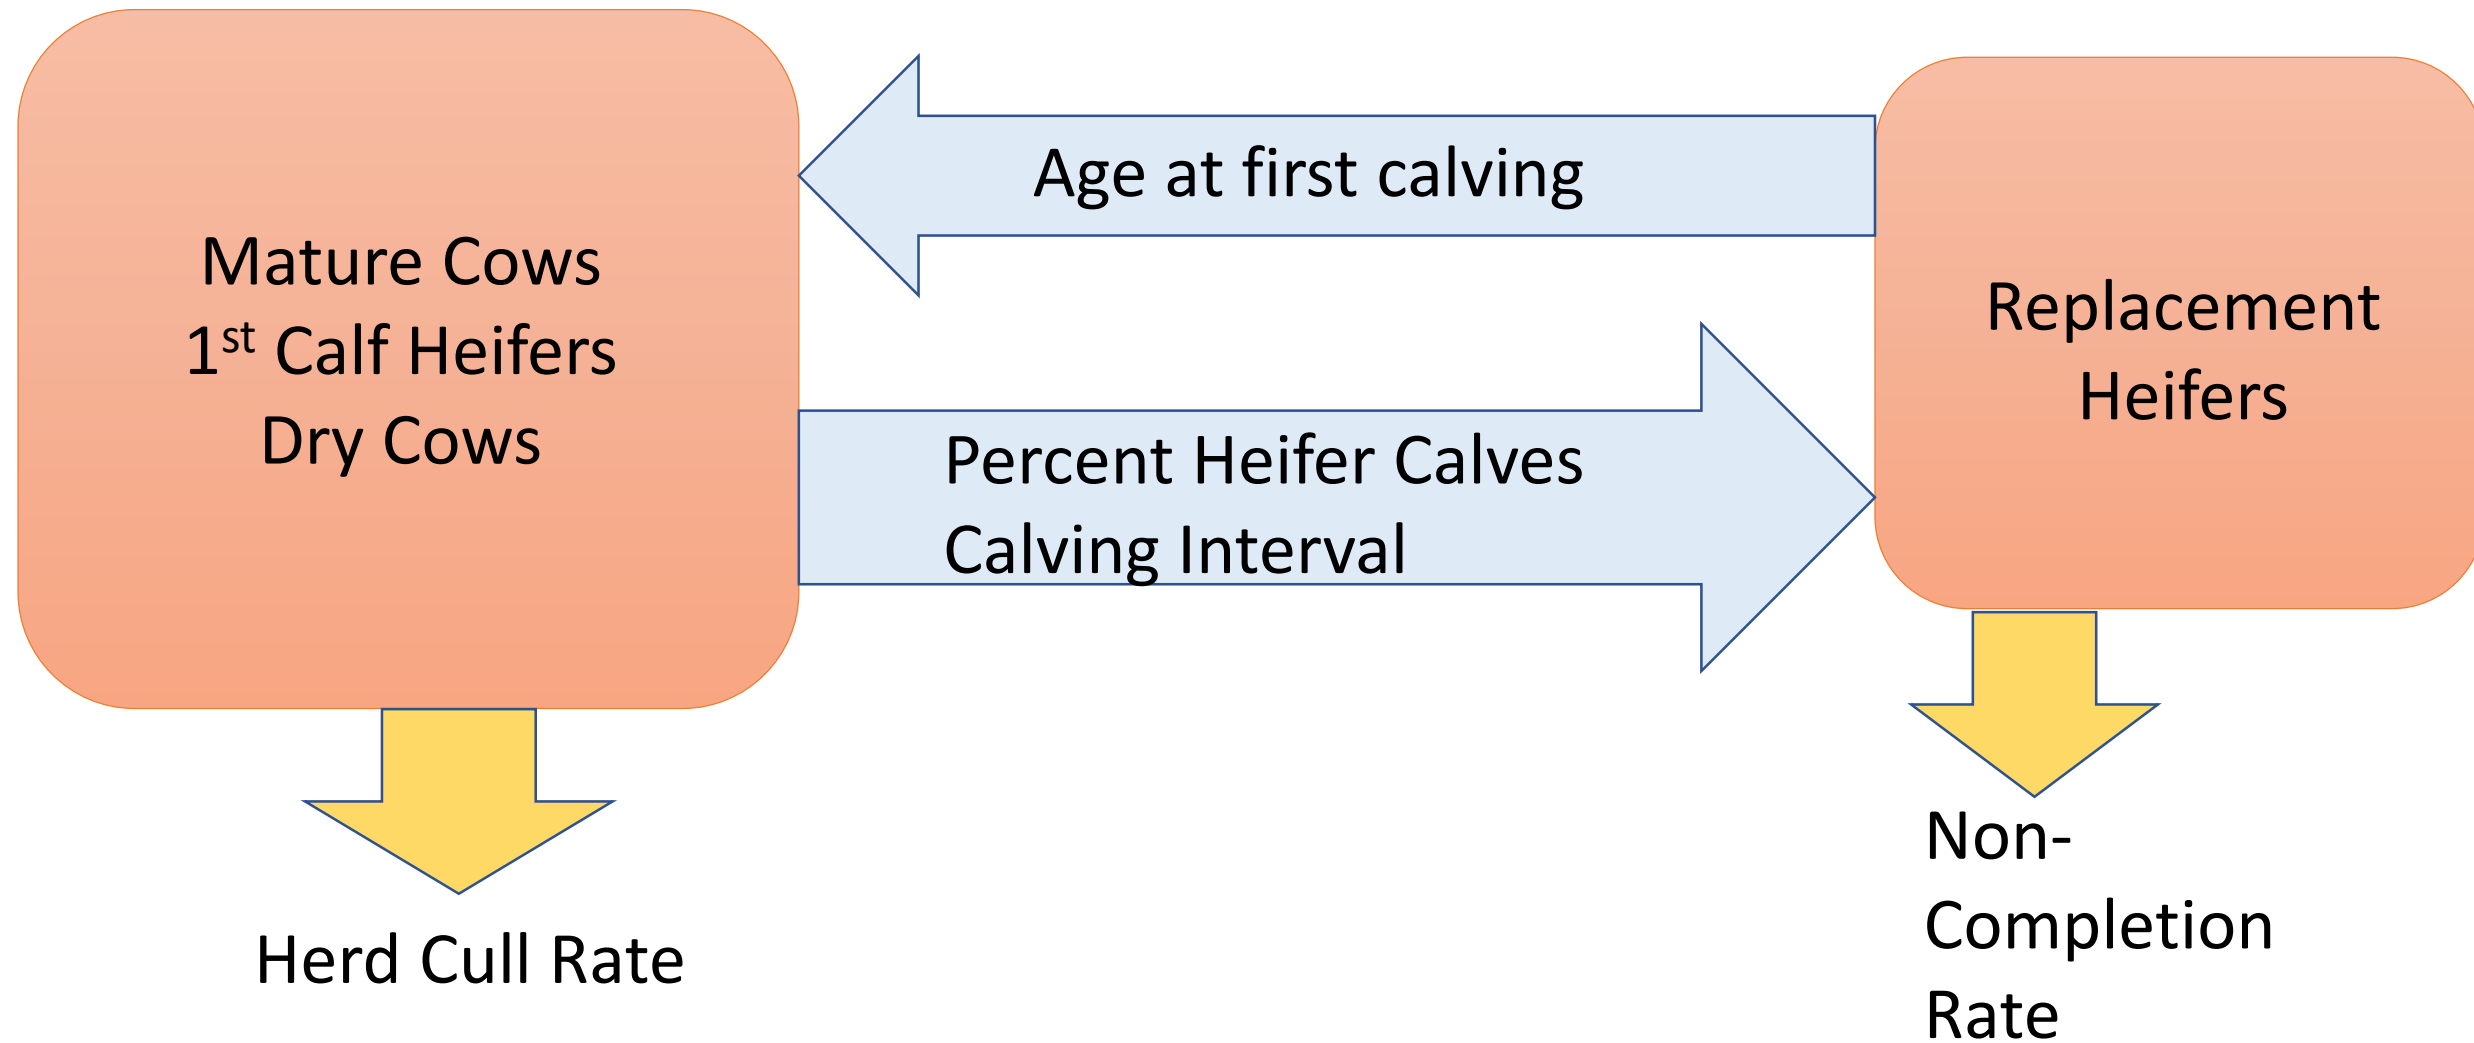 Mature Cows
1st Calf Heifers
Dry Cows
Age at first calving
Percent Heifer Calves
Calving Interval
Replacement
Heifers
Herd Cull Rate
Non-
Completion
Rate